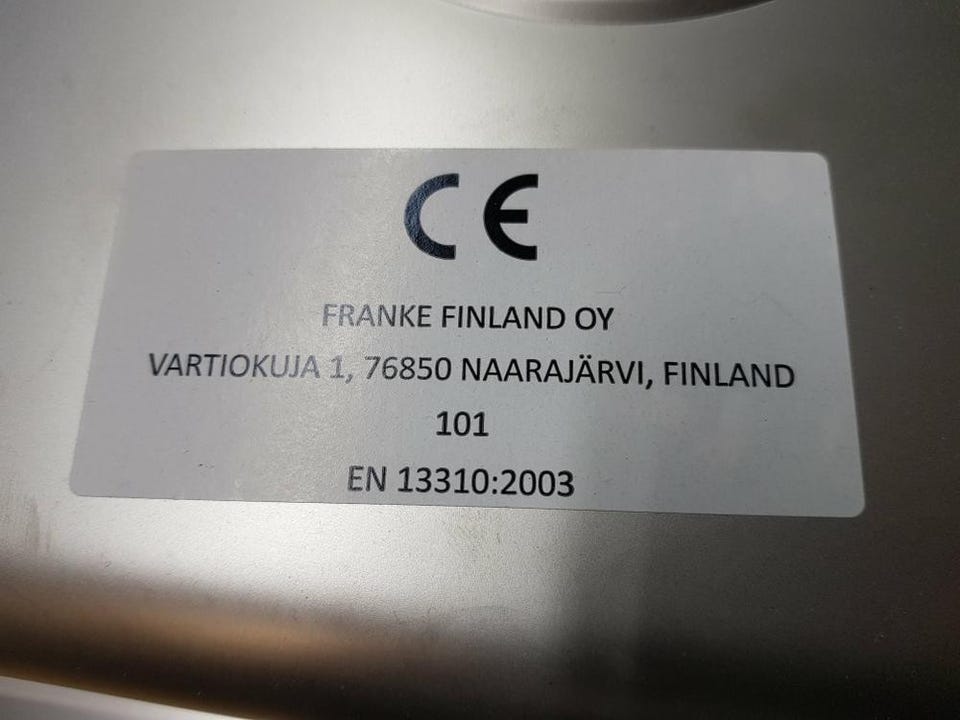 CE
FRANKE FINLAND OY
VARTIOKUJA 1, 76850 NAARAJÄRVI, FINLAND
101
EN 13310:2003